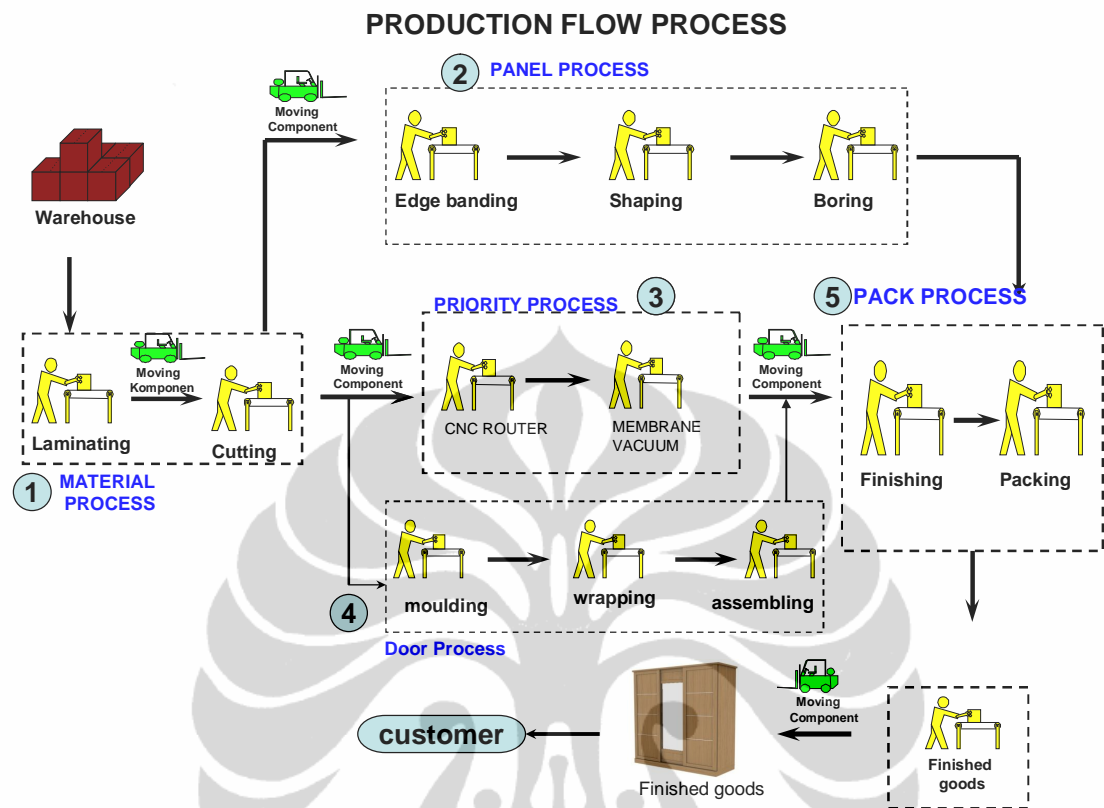 PRODUCTION FLOW PROCESS
2
PANEL PROCESS
Moving
Component
Edge banding
Shaping
Boring
Warehouse
1
MATERIAL
PROCESS
Laminating
Moving
Komponen
Cutting
Moving
Component
PRIORITY PROCESS
3
CNC ROUTER
MEMBRANE
VACUUM
Moving
Component
5
PACK PROCESS
Finishing
Packing
4
Door Process
moulding
wrapping
assembling
Finished
goods
Moving
Component
Finished goods
customer